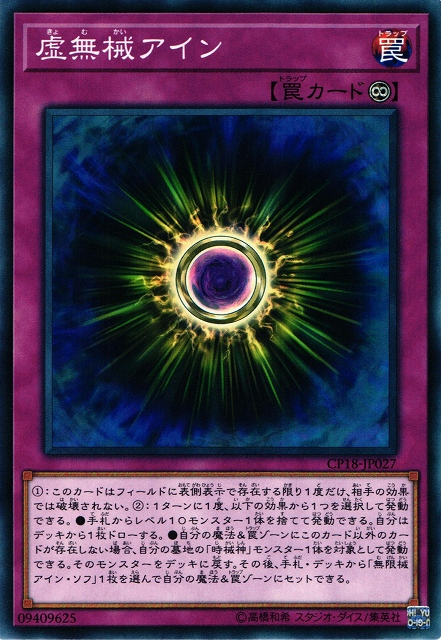 虚無械アイン
罠
【罠カード】
CP18-JP027
①:このカードはフィールドに表側表示で存在する限り1度だけ、相手の効果
では破壊されない。②:1ターンに1度、以下の効果から1つを選択して発動
できる。●手札からレベル10モンスター1体を捨てて発動できる。自分は
デッキから1枚ドローする。●自分の魔法&罠ゾーンにこのカード以外のカー
ドが存在しない場合、自分の墓地の「時械神」モンスター1体を対象として発動
できる。そのモンスターをデッキに戻す。その後、手札・デッキから「無限械
アイン・ソフ」1枚を選んで自分の魔法&罠ゾーンにセットできる。
09409625
©高橋和希 スタジオ・ダイス/集英社